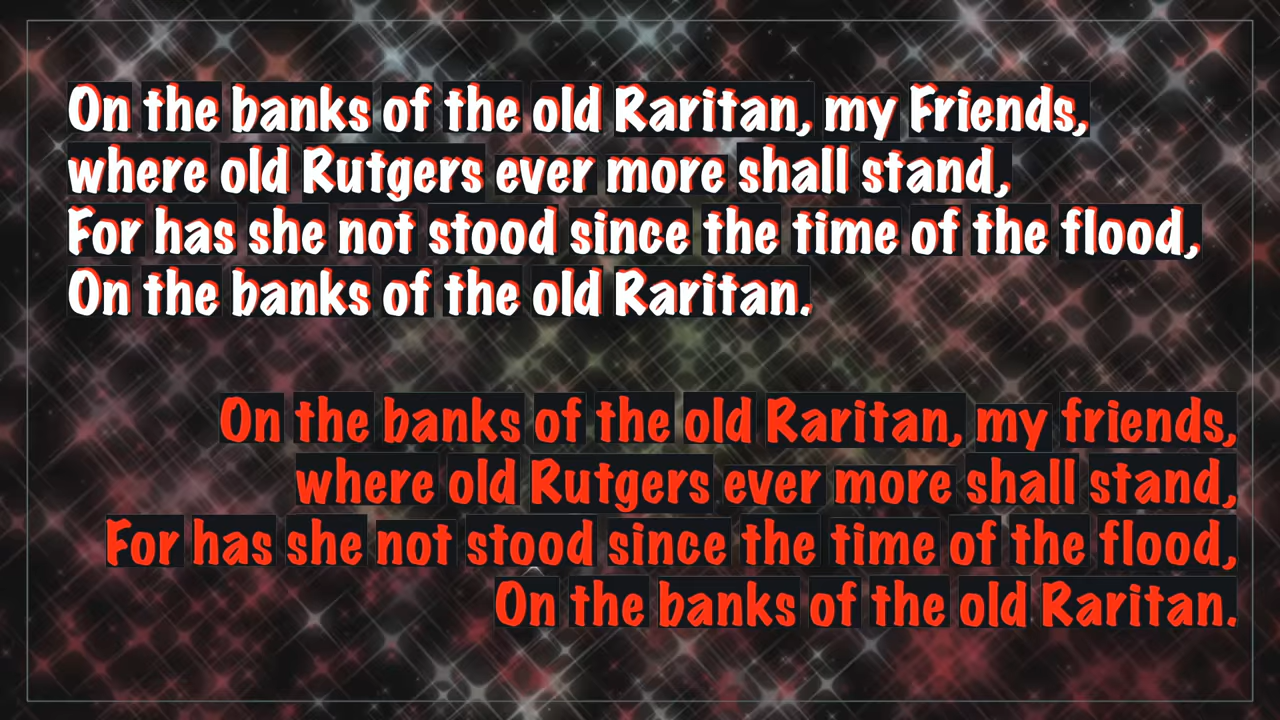 On the banks of the old Raritan, my Friends,
where old Rutgers ever more shall stand,
For has she not stood since the time of the flood,
On the banks of the old Raritan.
On the banks of the old Raritan, my friends,
where old Rutgers ever more shall stand,
For has she not stood since the time of the flood,
On the banks of the old Raritan.